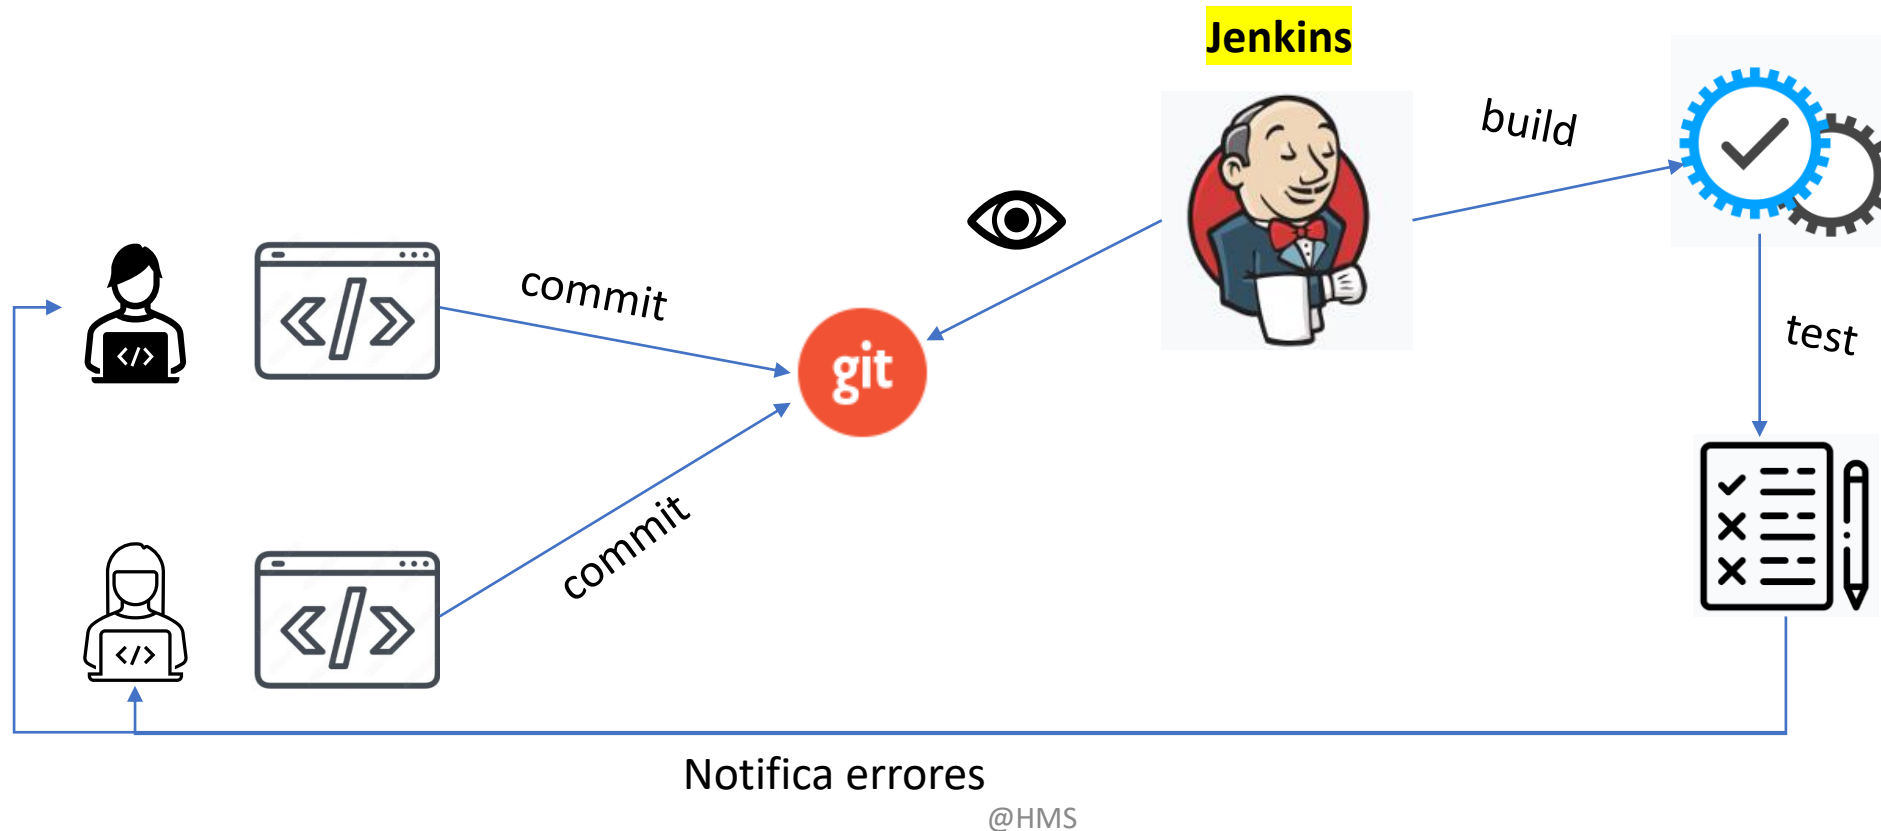 Jenkins
build
commit
</>
</>
git
test
commit
</>
</>
Notifica errores
@HMS